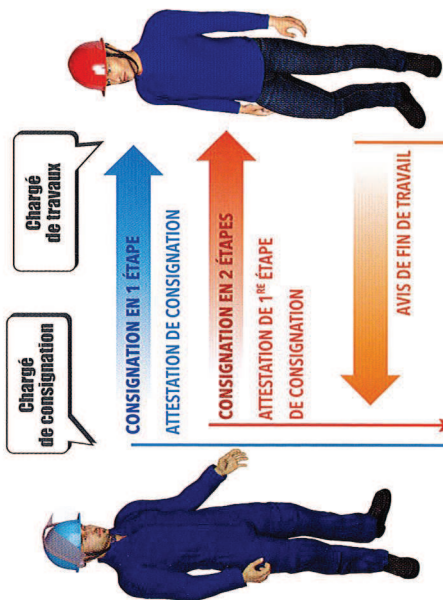 Chargé
de consignation
Chargé
de travaux
CONSIGNATION EN 1 ÉTAPE
ATTESTATION DE CONSIGNATION
CONSIGNATION EN 2 ÉTAPES
ATTESTATION DE 1RE ÉTAPE
DE CONSIGNATION
AVIS DE FIN DE TRAVAIL